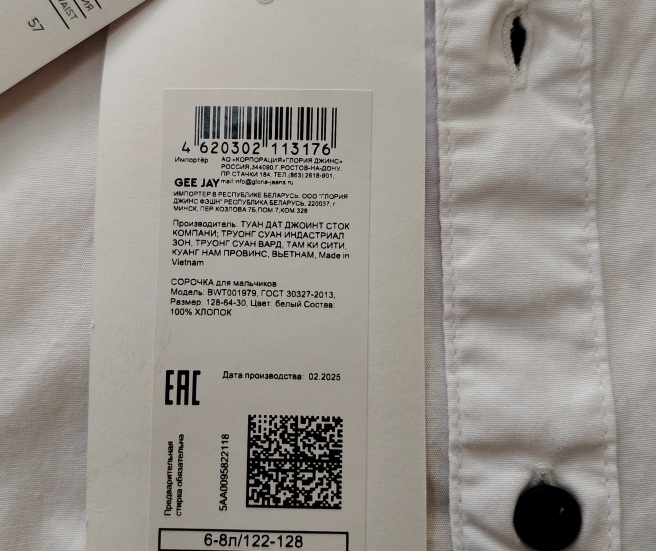 WAIST
57
4 620302 113176
Импортёр
АО «КОРПОРАЦИЯ«ГЛОРИЯ ДЖИНС»
РОССИЯ,344090,Г.РОСТОВ-НА-ДОНУ,
ПР.СТАЧКИ 184, ТЕЛ.(863) 2618-901,
GEE JAY mail:info@gloria-jeans.ru
ИМПОРТЕР В РЕСПУБЛИКЕ БЕЛАРУСЬ: ООО "ГЛОРИЯ
ДЖИНС ФЭШН" РЕСПУБЛИКА БЕЛАРУСЬ, 220037, г
МИНСК, ПЕР.КОЗЛОВА 7Б,ПОМ.7,КОМ.328
Производитель: ТУАН ДАТ ДЖОИНТ СТОК
КОМПАНИ; ТРУОНГ СУАН ИНДАСТРИАЛ
ЗОН, ТРУОНГ СУАН ВАРД, ТАМ КИ СИТИ,
КУАНГ НАМ ПРОВИНС, ВЬЕТНАМ, Made in
Vietnam
СОРОЧКА для мальчиков
Модель: BWT001979, ГОСТ 30327-2013,
Размер: 128-64-30, Цвет: белый Состав:
100% ХЛОПОК
EAC
Дата производства: 02.2025
Предварительная
стирка обязательна
5AA0095822118
6-8л/122-128